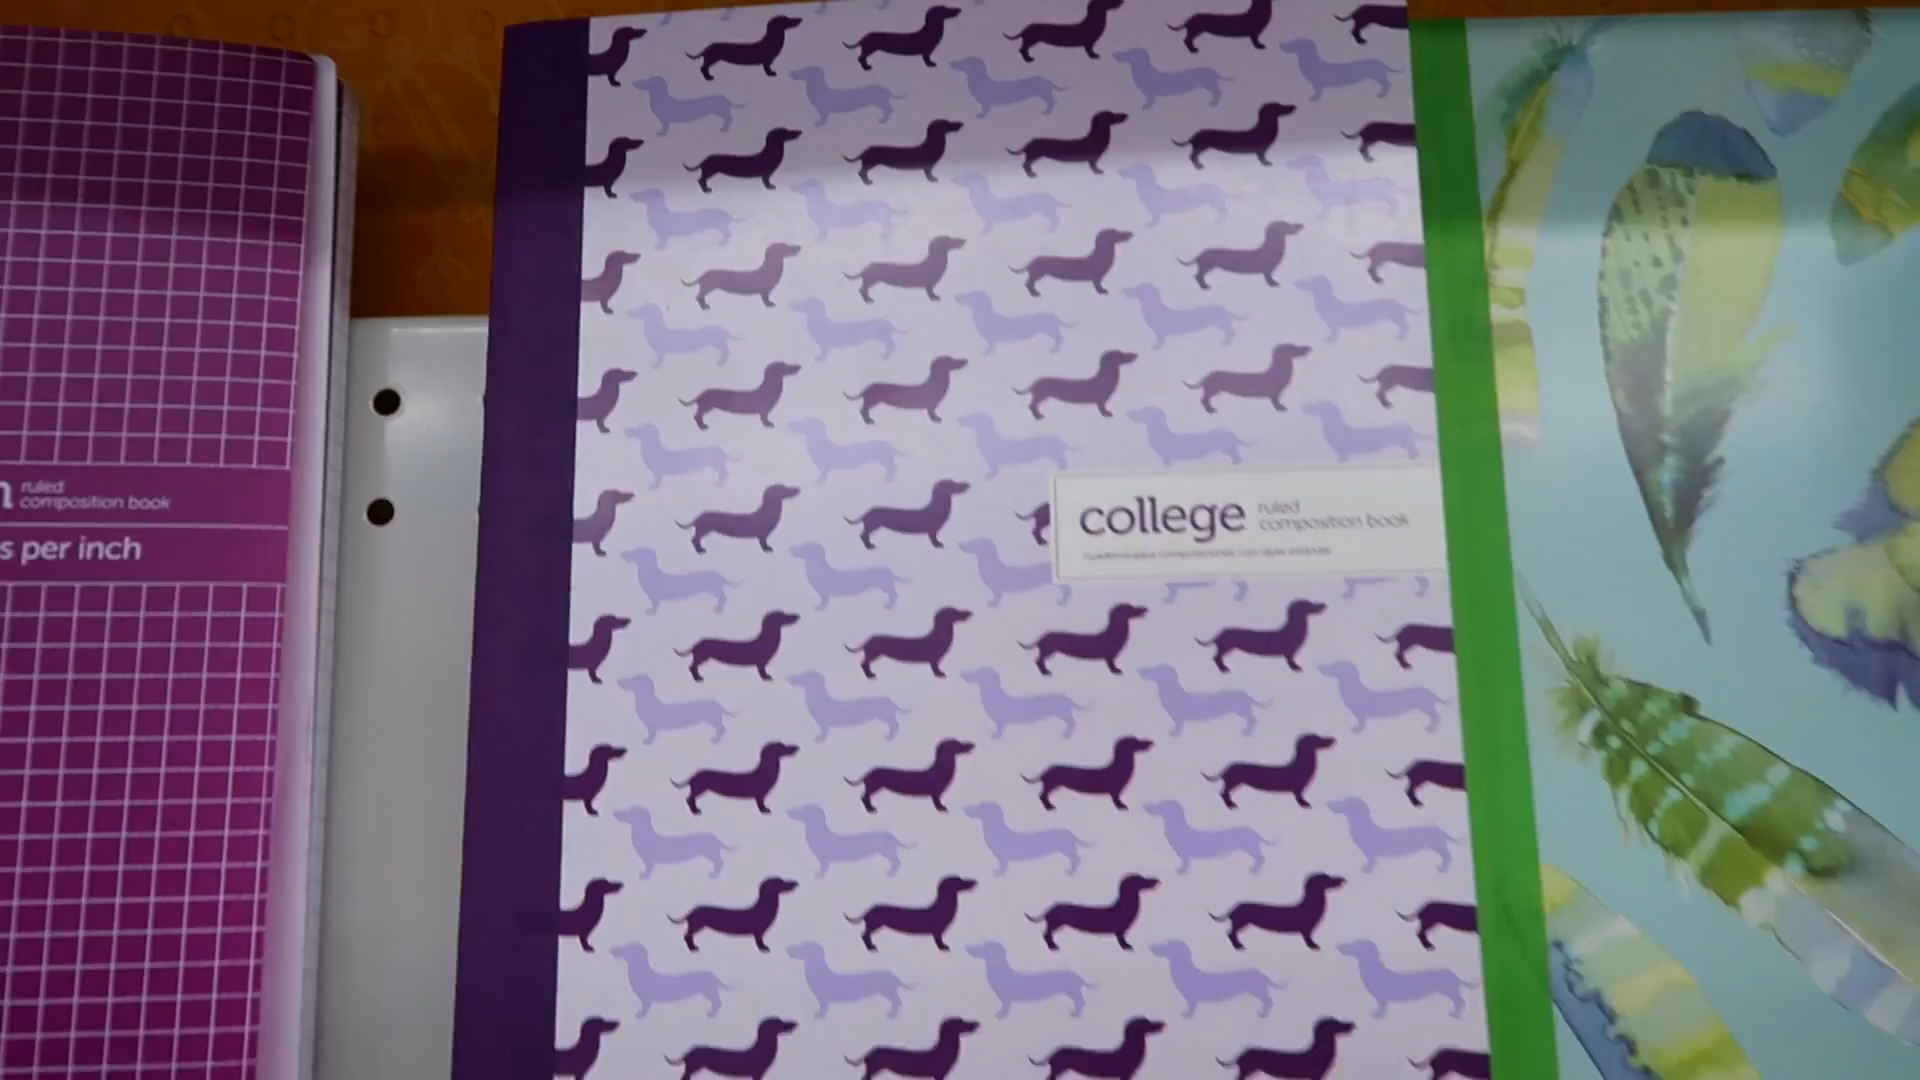 ruled
composition book
s per inch
college ruled
composition book